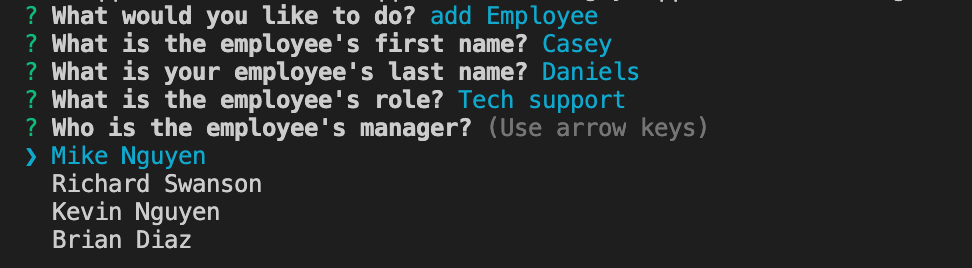 ? What would you like to do? add Employee
? What is the employee's first name? Casey
? What is your employee's last name? Daniels
? What is the employee's role? Tech support
? Who is the employee's manager? (Use arrow keys)
❯ Mike Nguyen
Richard Swanson
Kevin Nguyen
Brian Diaz